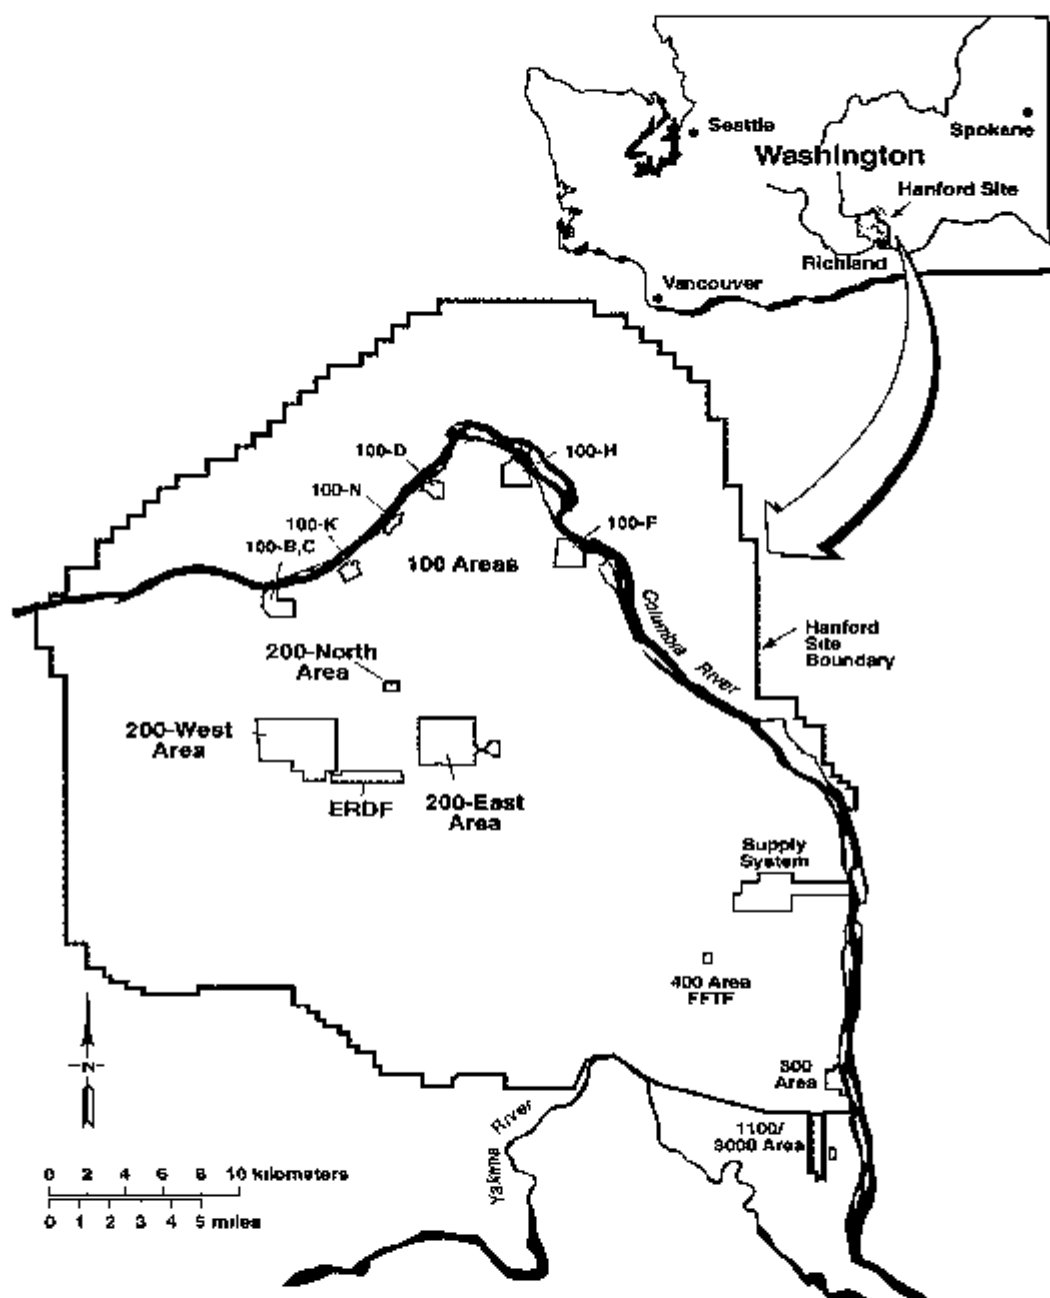 Seattle
Spokane
Washington
Hanford Site
Richland
Vancouver
100-D
100-H
100-N
100-K
100-F
100-B,C
100 Areas
Columbia River
Hanford
Site
Boundary
200-North
Area
200-West
Area
ERDF
200-East
Area
Supply
System
400 Area
FFTF
N
300
Area
1100/
3000 Area
Yakima River
0 2 4 6 8 10 kilometers
0 1 2 3 4 5 miles